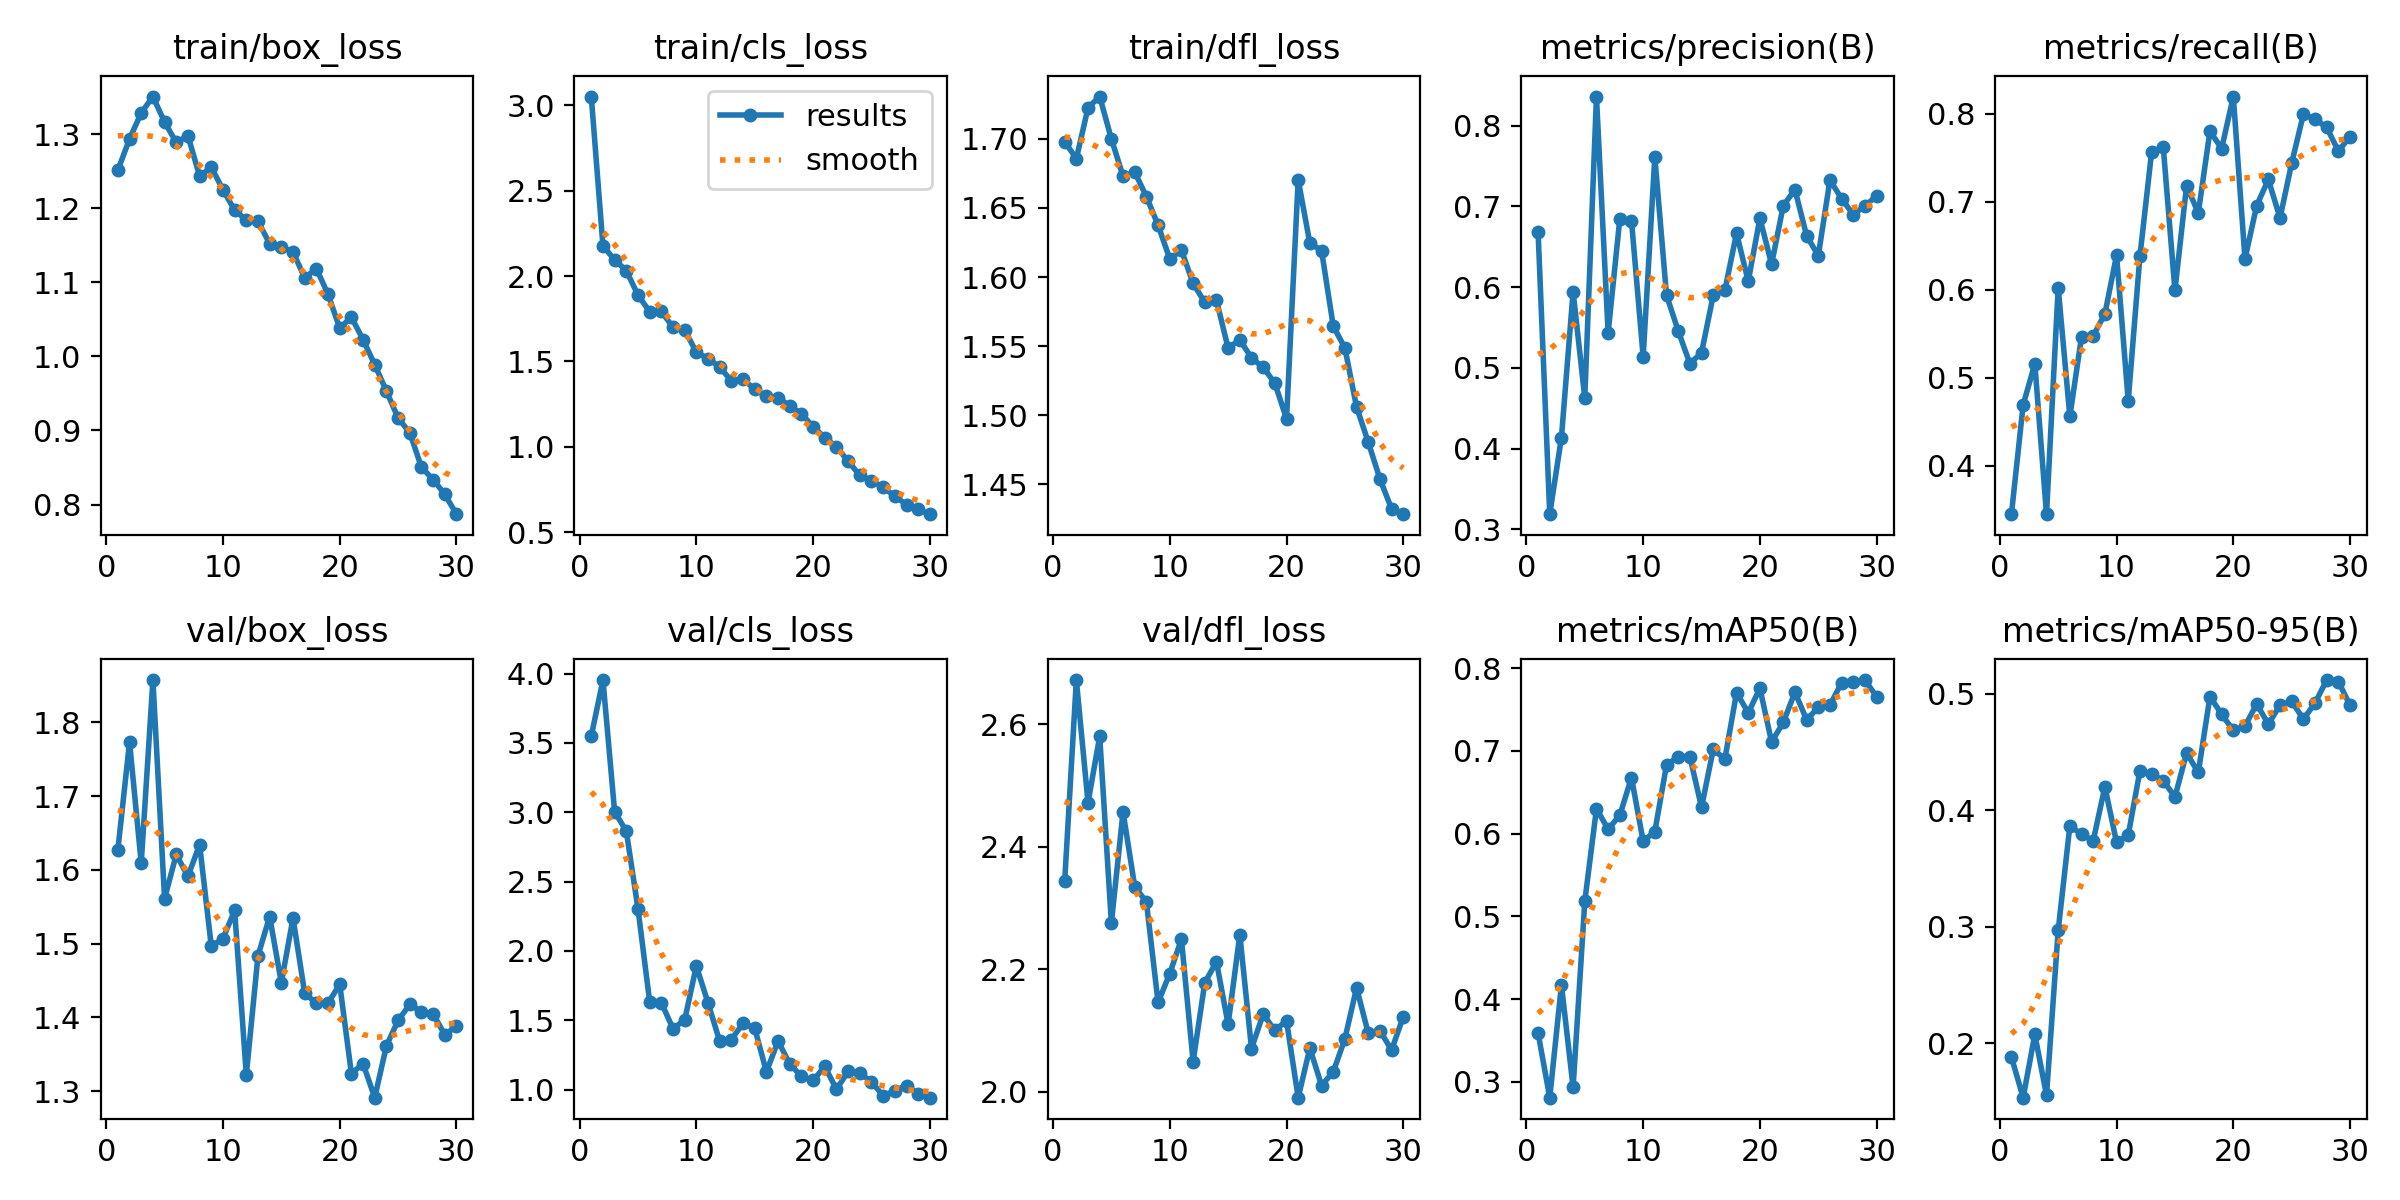 train/box_loss
1.3
1.2
1.1
1.0
0.9
0.8
0 10 20 30
train/cls_loss
results
smooth
3.0
2.5
2.0
1.5
1.0
0.5
0 10 20 30
train/dfl_loss
1.70
1.65
1.60
1.55
1.50
1.45
0 10 20 30
metrics/precision(B)
0.8
0.7
0.6
0.5
0.4
0.3
0 10 20 30
metrics/recall(B)
0.8
0.7
0.6
0.5
0.4
0 10 20 30
val/box_loss
1.8
1.7
1.6
1.5
1.4
1.3
0 10 20 30
val/cls_loss
4.0
3.5
3.0
2.5
2.0
1.5
1.0
0 10 20 30
val/dfl_loss
2.6
2.4
2.2
2.0
0 10 20 30
metrics/mAP50(B)
0.8
0.7
0.6
0.5
0.4
0.3
0 10 20 30
metrics/mAP50-95(B)
0.5
0.4
0.3
0.2
0 10 20 30